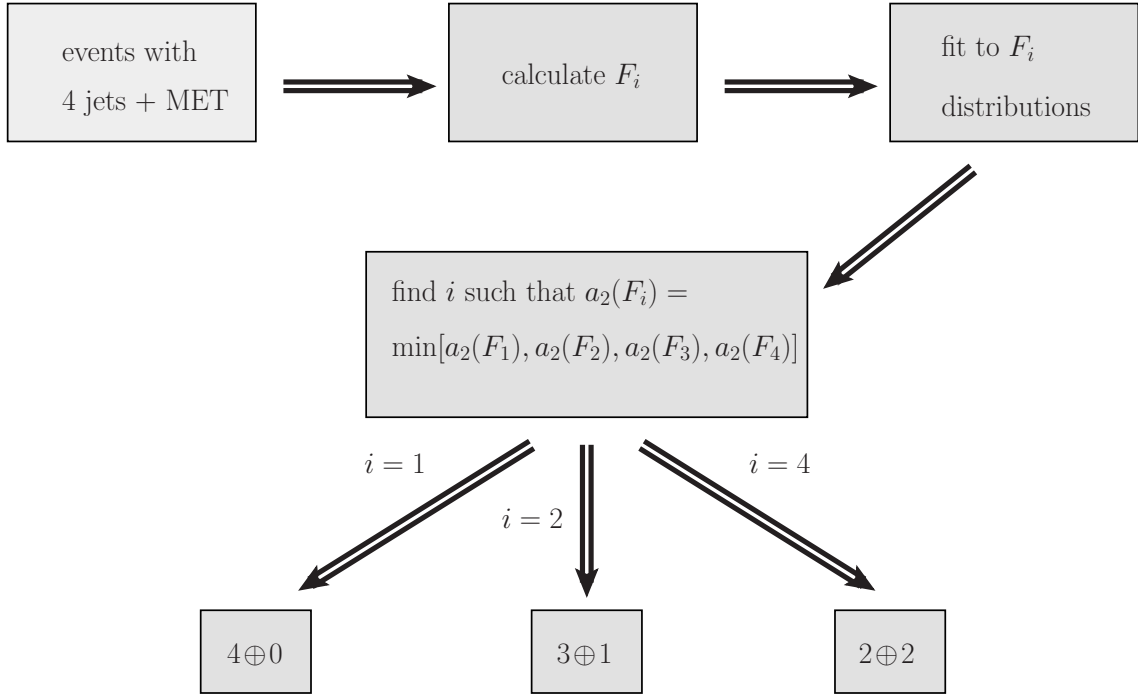 events with
4 jets + MET
calculate F_i
fit to F_i
distributions
find i such that a_2(F_i) =
min[a_2(F_1), a_2(F_2), a_2(F_3), a_2(F_4)]
i = 1
i = 2
i = 4
4⊕0
3⊕1
2⊕2